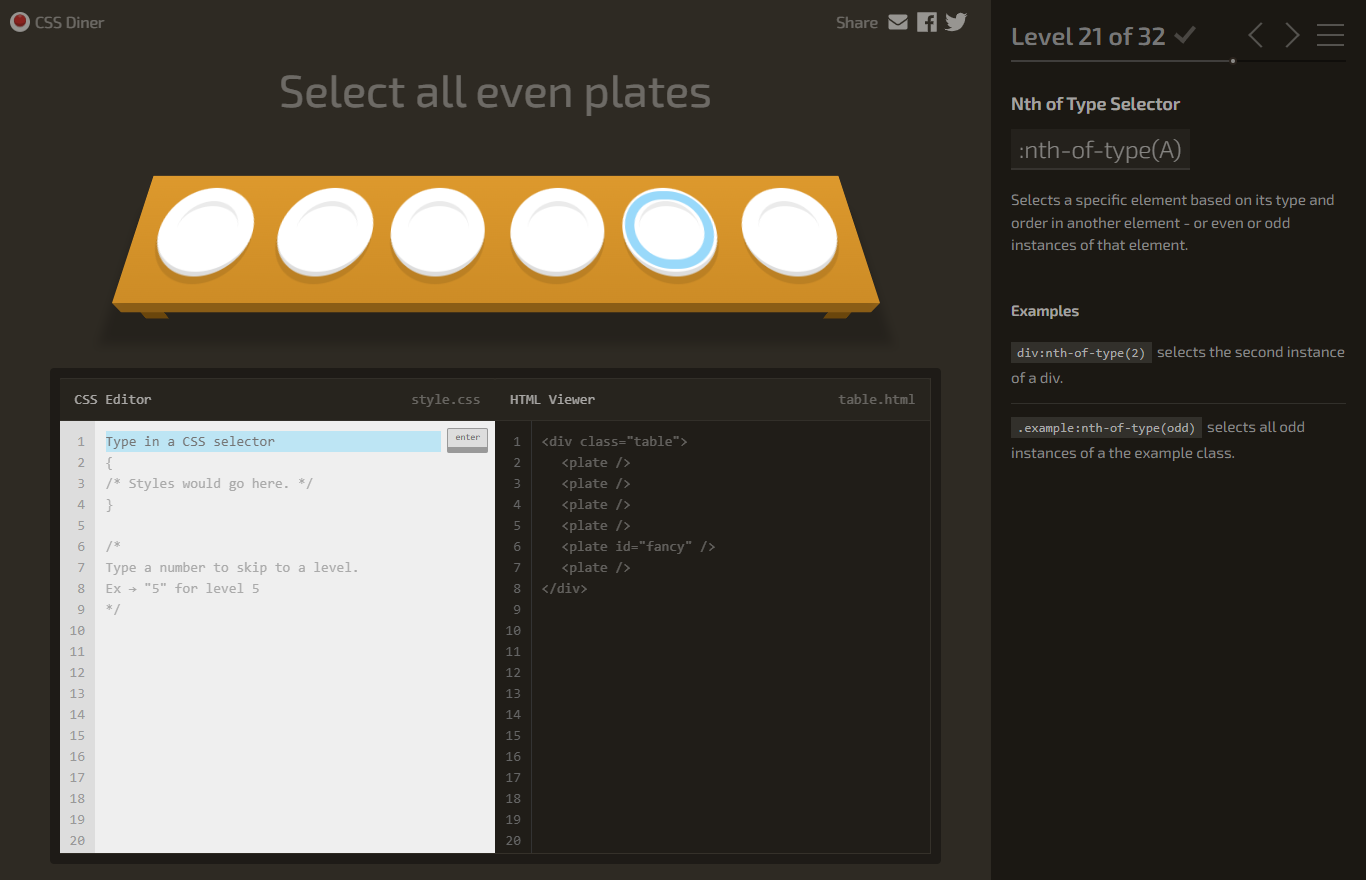 CSS Diner
Share
Select all even plates
CSS Editor
style.css
1
2
3
4
5
6
7
8
9
10
11
12
13
14
15
16
17
18
19
20
Type in a CSS selector
enter
{
/* Styles would go here. */
}
/*
Type a number to skip to a level.
Ex → "5" for level 5
*/
HTML Viewer
table.html
1
2
3
4
5
6
7
8
9
10
11
12
13
14
15
16
17
18
19
20
<div class="table">
<plate />
<plate />
<plate />
<plate />
<plate id="fancy" />
<plate />
</div>
Level 21 of 32
Nth of Type Selector
:nth-of-type(A)
Selects a specific element based on its type and
order in another element - or even or odd
instances of that element.
Examples
div:nth-of-type(2) selects the second instance
of a div.
.example:nth-of-type(odd) selects all odd
instances of a the example class.